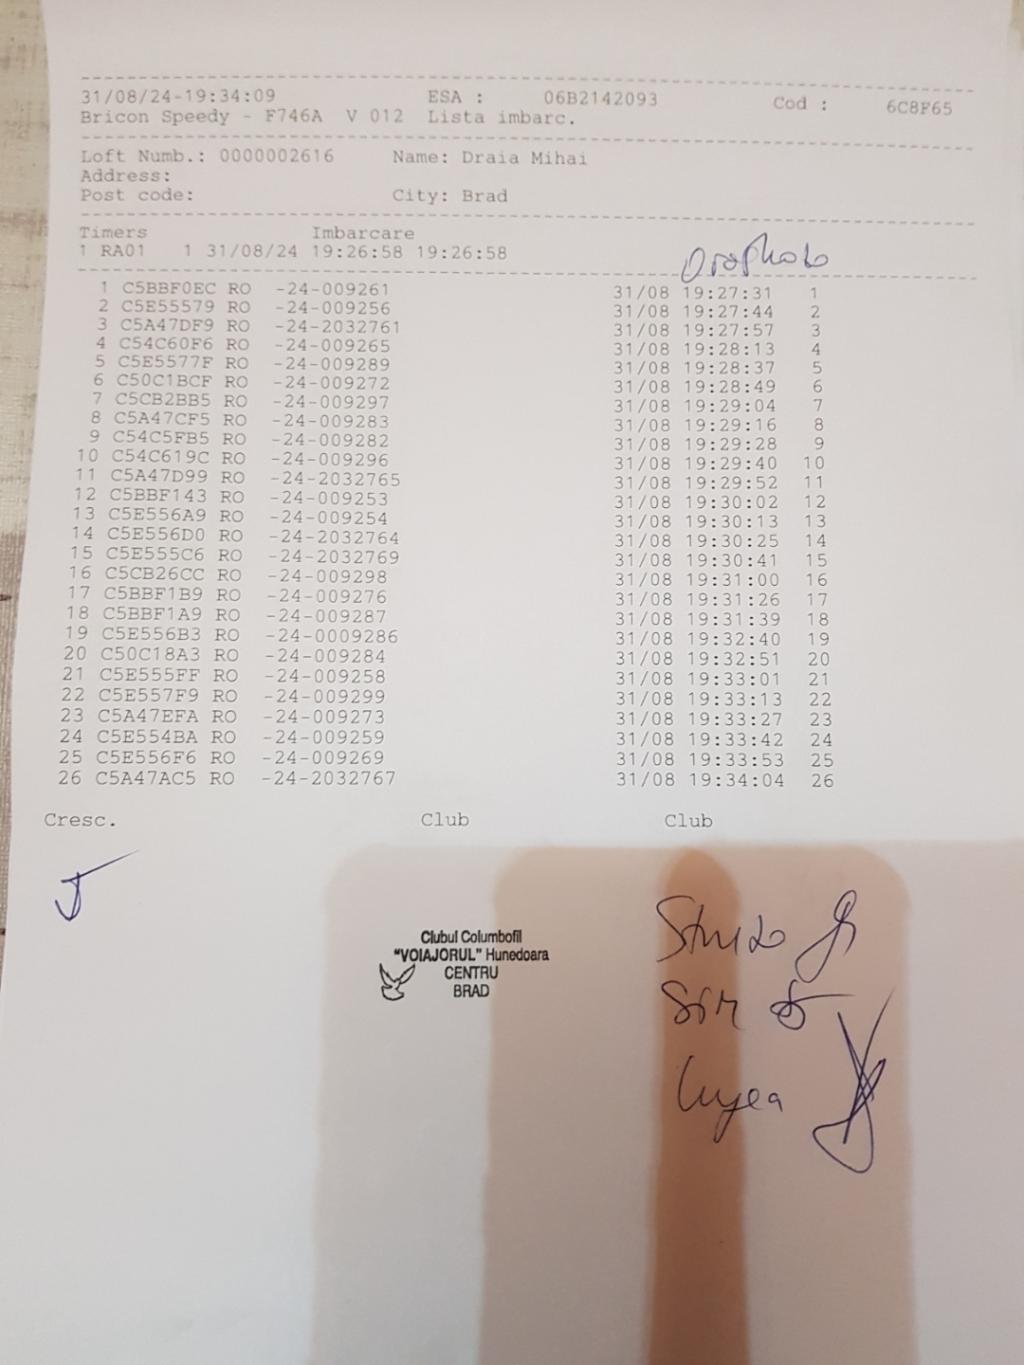 31/08/24-19:34:09 ESA : 06B2142093 Cod : 6C8F65
Bricon Speedy - F746A V 012 Lista imbarc.
Loft Numb.: 0000002616 Name: Draia Mihai
Address:
Post code: City: Brad
Timers Imbarcare
1 RA01 1 31/08/24 19:26:58 19:26:58
1 C5BBF0EC RO -24-009261 31/08 19:27:31 1
2 C5E55579 RO -24-009256 31/08 19:27:44 2
3 C5A47DF9 RO -24-2032761 31/08 19:27:57 3
4 C54C60F6 RO -24-009265 31/08 19:28:13 4
5 C5E5577F RO -24-009289 31/08 19:28:37 5
6 C50C1BCF RO -24-009272 31/08 19:28:49 6
7 C5CB2BB5 RO -24-009297 31/08 19:29:04 7
8 C5A47CF5 RO -24-009283 31/08 19:29:16 8
9 C54C5FB5 RO -24-009282 31/08 19:29:28 9
10 C54C619C RO -24-009296 31/08 19:29:40 10
11 C5A47D99 RO -24-2032765 31/08 19:29:52 11
12 C5BBF143 RO -24-009253 31/08 19:30:02 12
13 C5E556A9 RO -24-009254 31/08 19:30:13 13
14 C5E556D0 RO -24-2032764 31/08 19:30:25 14
15 C5E555C6 RO -24-2032769 31/08 19:30:41 15
16 C5CB26CC RO -24-009298 31/08 19:31:00 16
17 C5BBF1B9 RO -24-009276 31/08 19:31:26 17
18 C5BBF1A9 RO -24-009287 31/08 19:31:39 18
19 C5E556B3 RO -24-0009286 31/08 19:32:40 19
20 C50C18A3 RO -24-009284 31/08 19:32:51 20
21 C5E555FF RO -24-009258 31/08 19:33:01 21
22 C5E557F9 RO -24-009299 31/08 19:33:13 22
23 C5A47EFA RO -24-009273 31/08 19:33:27 23
24 C5E554BA RO -24-009259 31/08 19:33:42 24
25 C5E556F6 RO -24-009269 31/08 19:33:53 25
26 C5A47AC5 RO -24-2032767 31/08 19:34:04 26
Cresc. Club Club
Clubul Columbofil
"VOIAJORUL" Hunedoara
CENTRU
BRAD